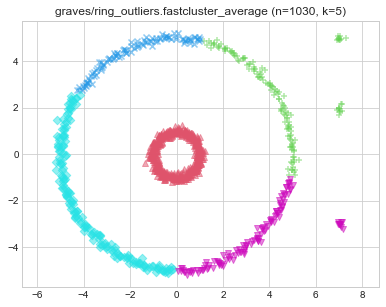 graves/ring_outliers.fastcluster_average (n=1030, k=5)
4
2
0
−2
−4
−6 −4 −2 0 2 4 6 8